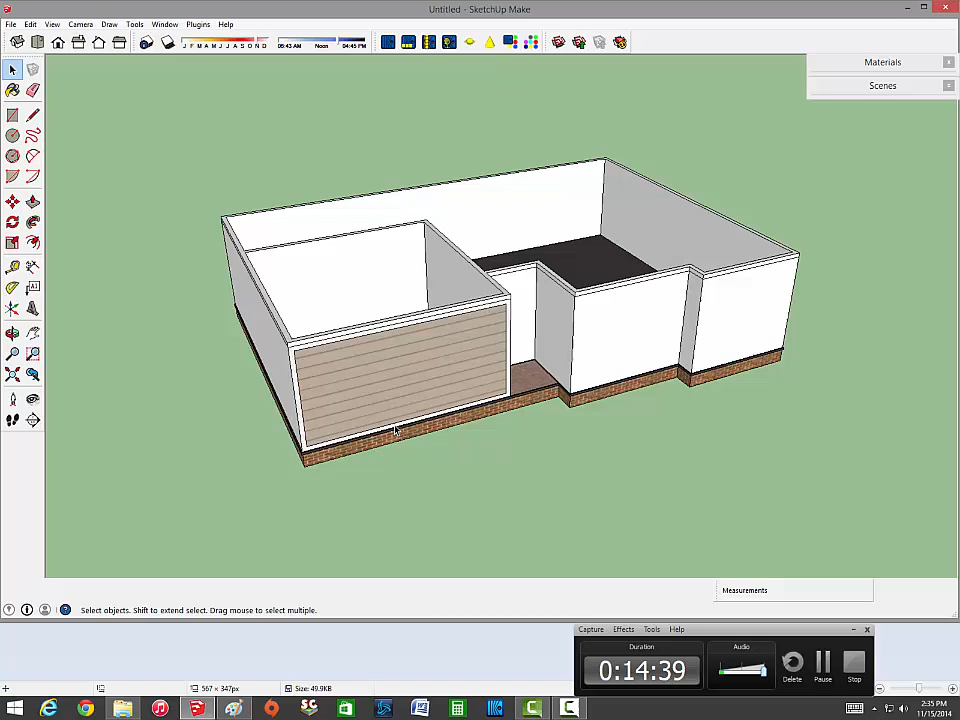 Untitled - SketchUp Make
File Edit View Camera Draw Tools Window Plugins Help
J F M A M J J A S O N D
05:43 AM Noon 04:45 PM
Materials
Scenes
A1
Measurements
Select objects. Shift to extend select. Drag mouse to select multiple.
Capture Effects Tools Help
Duration
Audio
0:14:39
Delete
Pause
Stop
567 × 347px
Size: 49.9KB
2:35 PM
11/15/2014